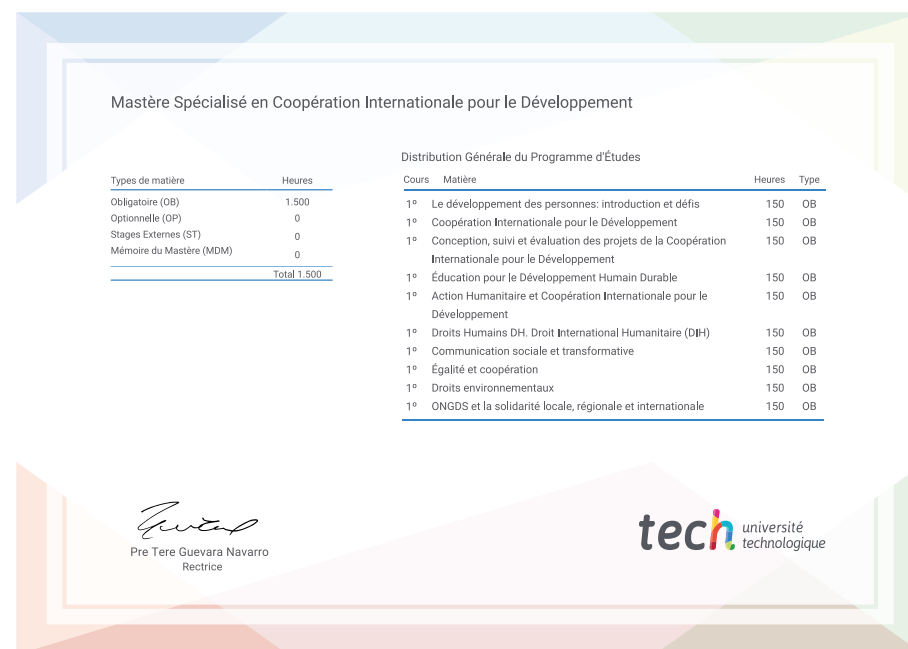 Mastère Spécialisé en Coopération Internationale pour le Développement
Types de matière Heures
Obligatoire (OB) 1.500
Optionnelle (OP) 0
Stages Externes (ST) 0
Mémoire du Mastère (MDM) 0
Total 1.500
Distribution Générale du Programme d'Études
Cours Matière Heures Type
1º Le développement des personnes: introduction et défis 150 OB
1º Coopération Internationale pour le Développement 150 OB
1º Conception, suivi et évaluation des projets de la Coopération 150 OB
Internationale pour le Développement
1º Éducation pour le Développement Humain Durable 150 OB
1º Action Humanitaire et Coopération Internationale pour le 150 OB
Développement
1º Droits Humains DH. Droit International Humanitaire (DIH) 150 OB
1º Communication sociale et transformative 150 OB
1º Égalité et coopération 150 OB
1º Droits environnementaux 150 OB
1º ONGDS et la solidarité locale, régionale et internationale 150 OB
Pre Tere Guevara Navarro
Rectrice
tech université
technologique